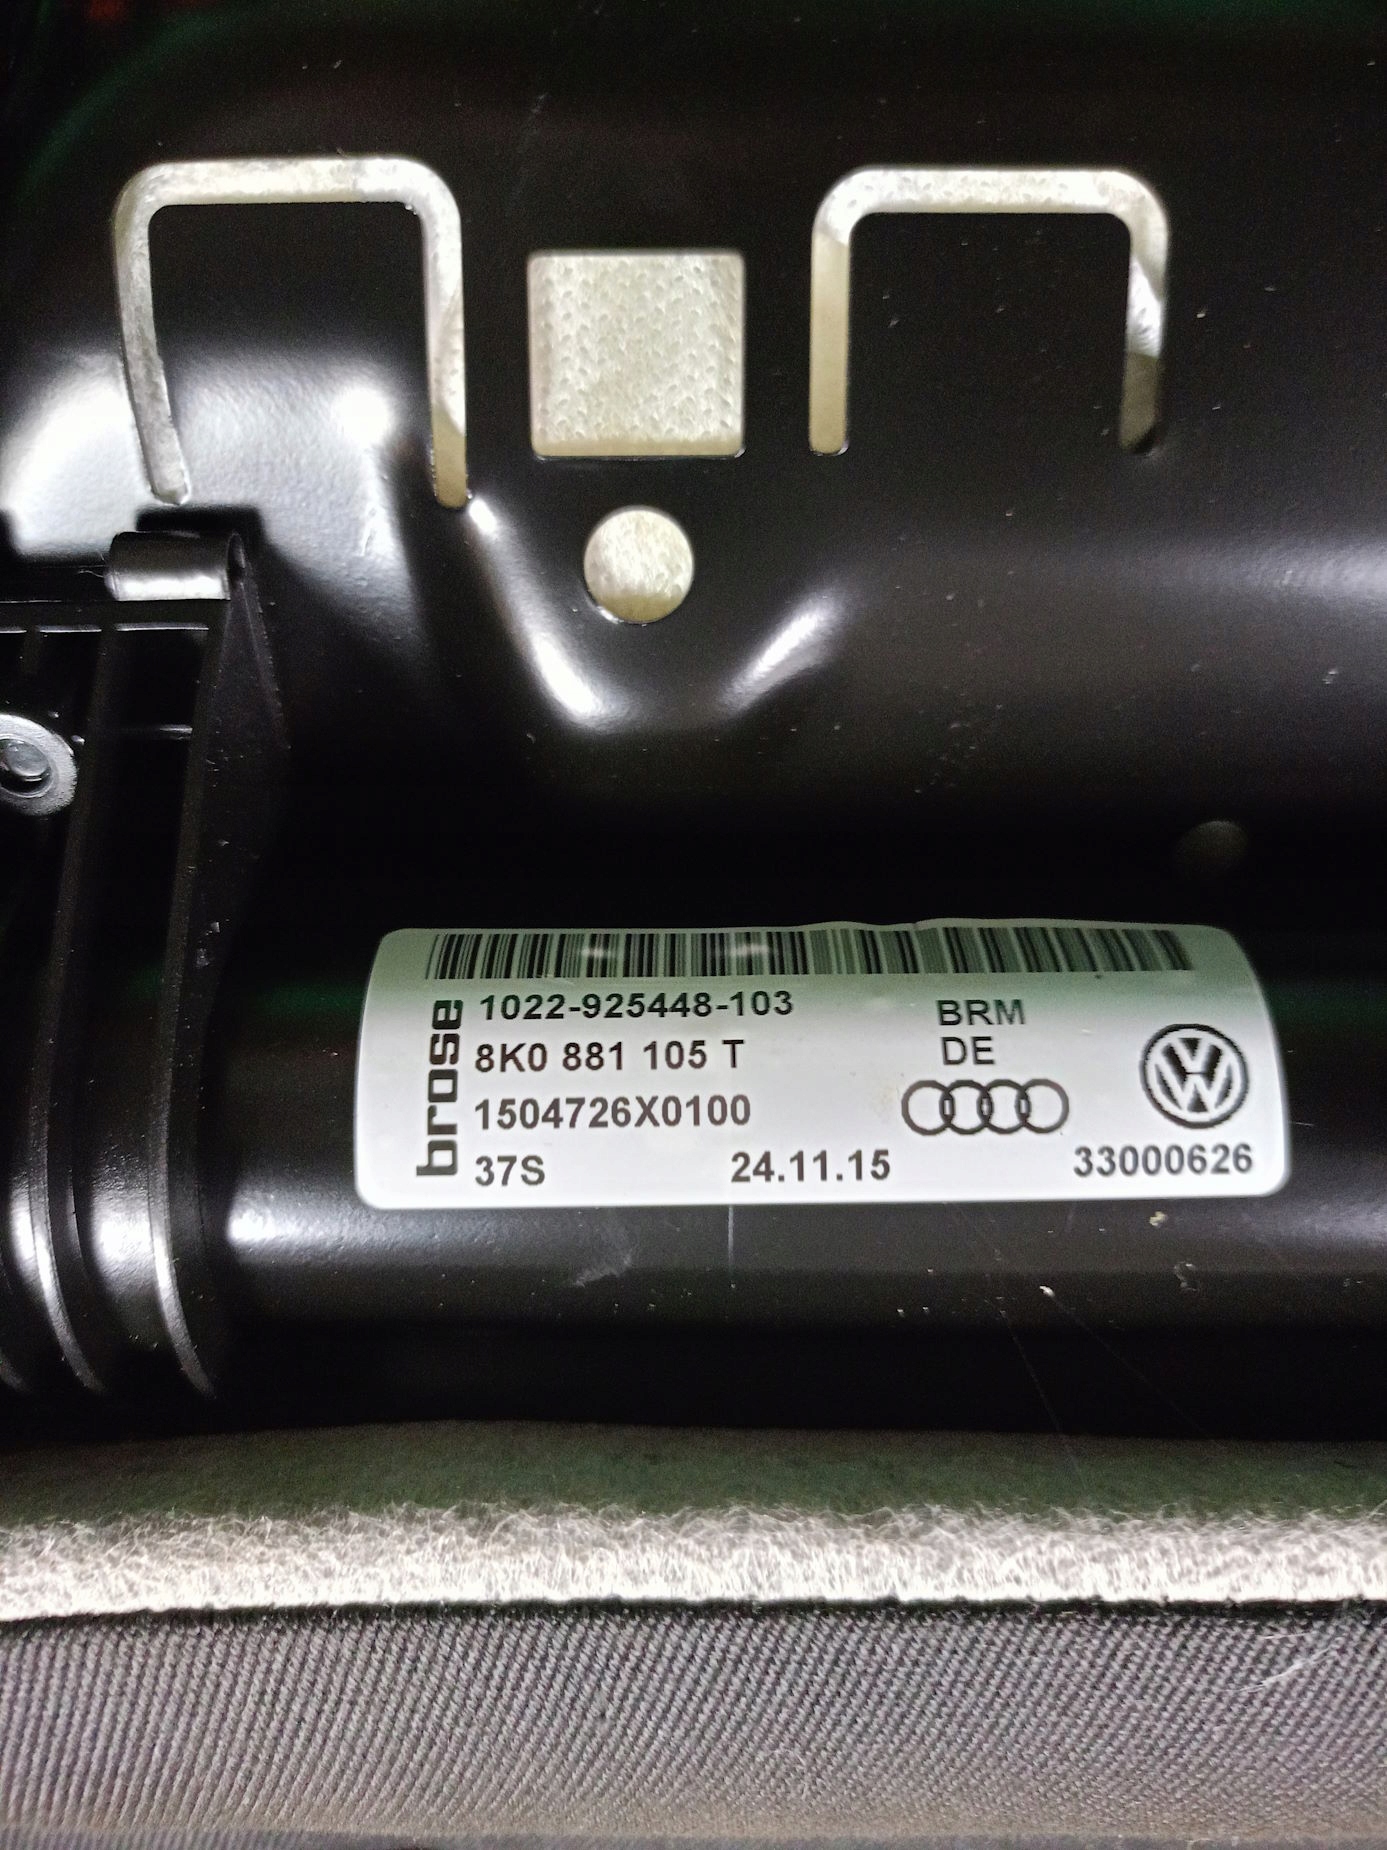 brose
1022-925448-103
BRM
8K0 881 105 T
DE
1504726X0100
37S
24.11.15
33000626